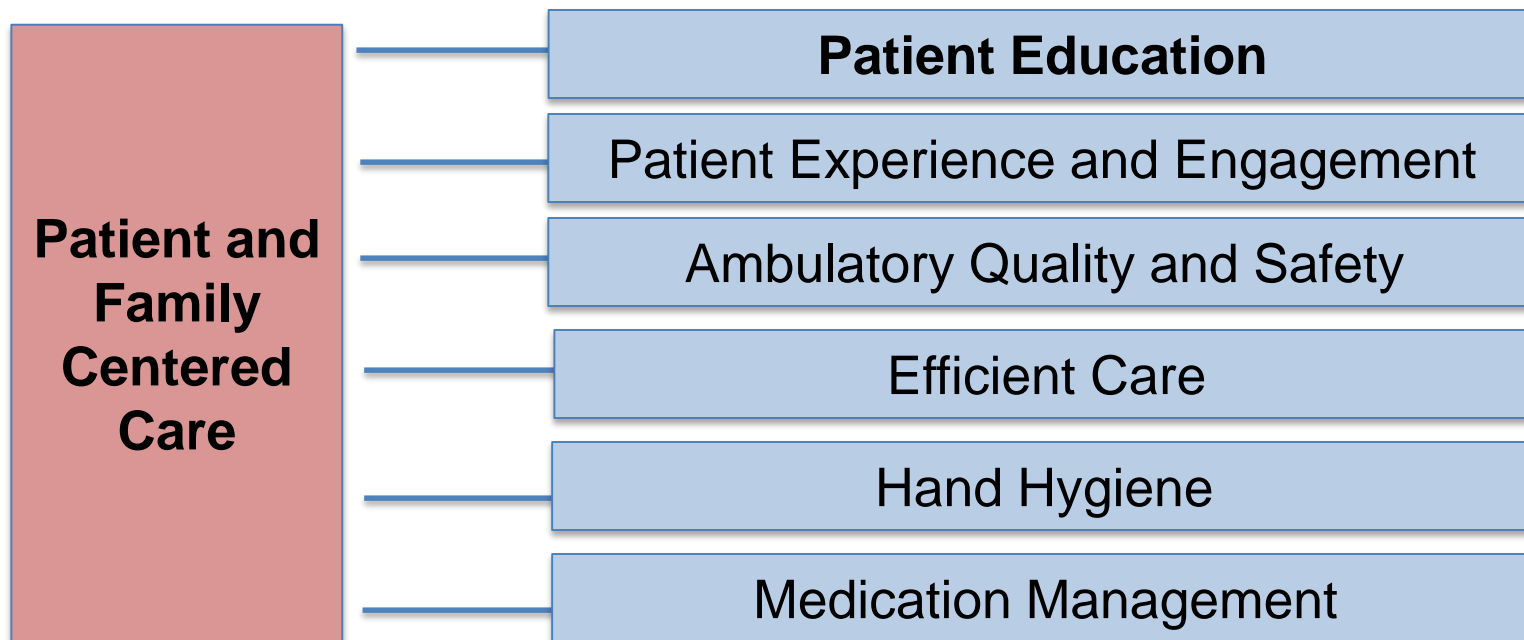 Patient and
Family
Centered
Care
Patient Education
Patient Experience and Engagement
Ambulatory Quality and Safety
Efficient Care
Hand Hygiene
Medication Management